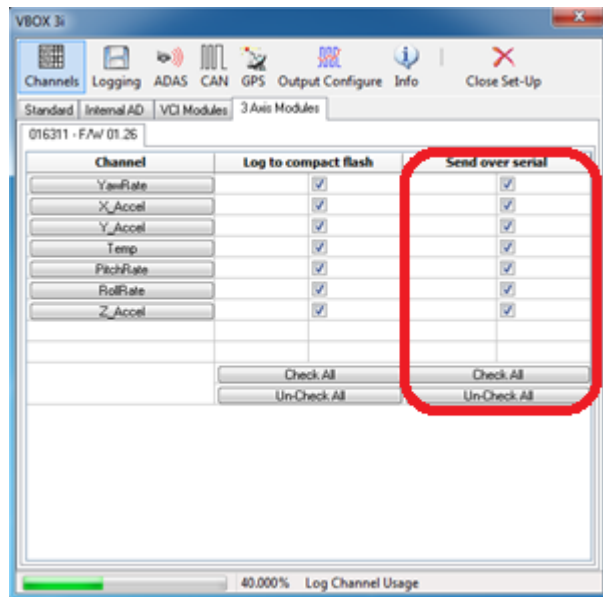 VBOX 3i
Channels Logging ADAS CAN GPS Output Configure Info Close Set-Up
Standard Internal AD VCI Modules 3 Axis Modules
016311 - F/W 01.26
Channel Log to compact flash Send over serial
YawRate
X_Accel
Y_Accel
Temp
PitchRate
RollRate
Z_Accel
Check All Check All
Un-Check All Un-Check All
40.000% Log Channel Usage